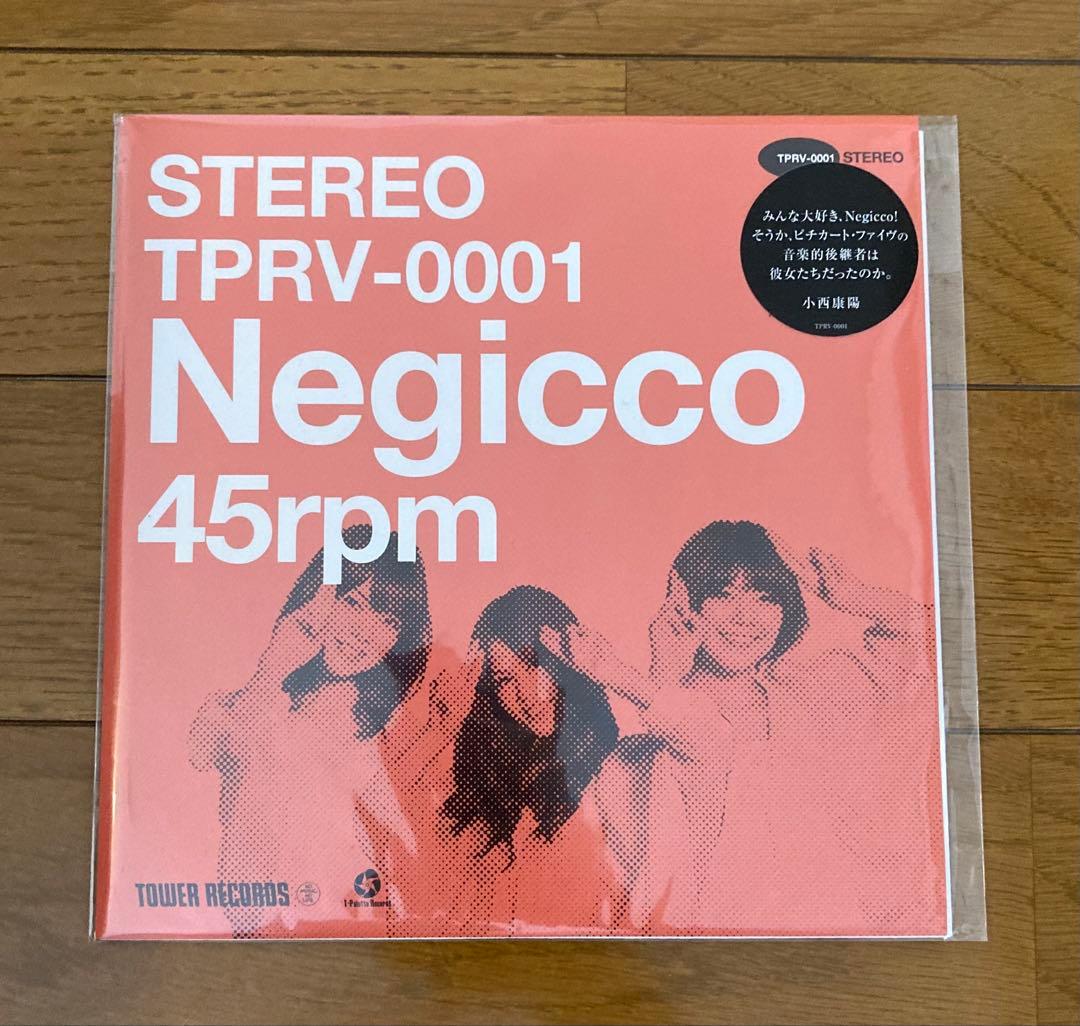 STEREO
TPRV-0001
Negicco
45rpm
TPRV-0001 STEREO
みんな大好き、Negicco!
そうか、ピチカート・ファイヴの
音楽的後継者は
彼女たちだったのか。
小西康陽
TPRV-0001
TOWER RECORDS
T-Palette Records